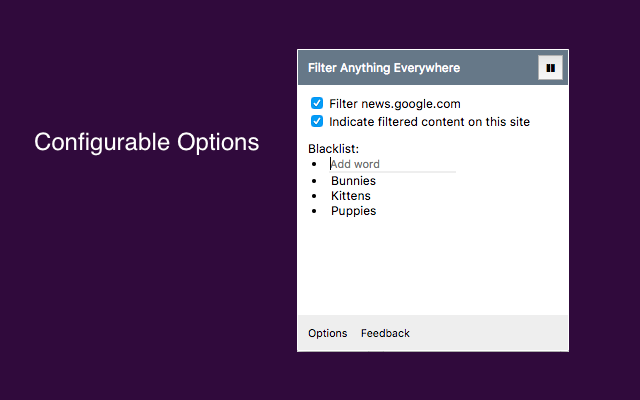 Configurable Options
Filter Anything Everywhere
Filter news.google.com
Indicate filtered content on this site
Blacklist:
Add word
Bunnies
Kittens
Puppies
Options Feedback